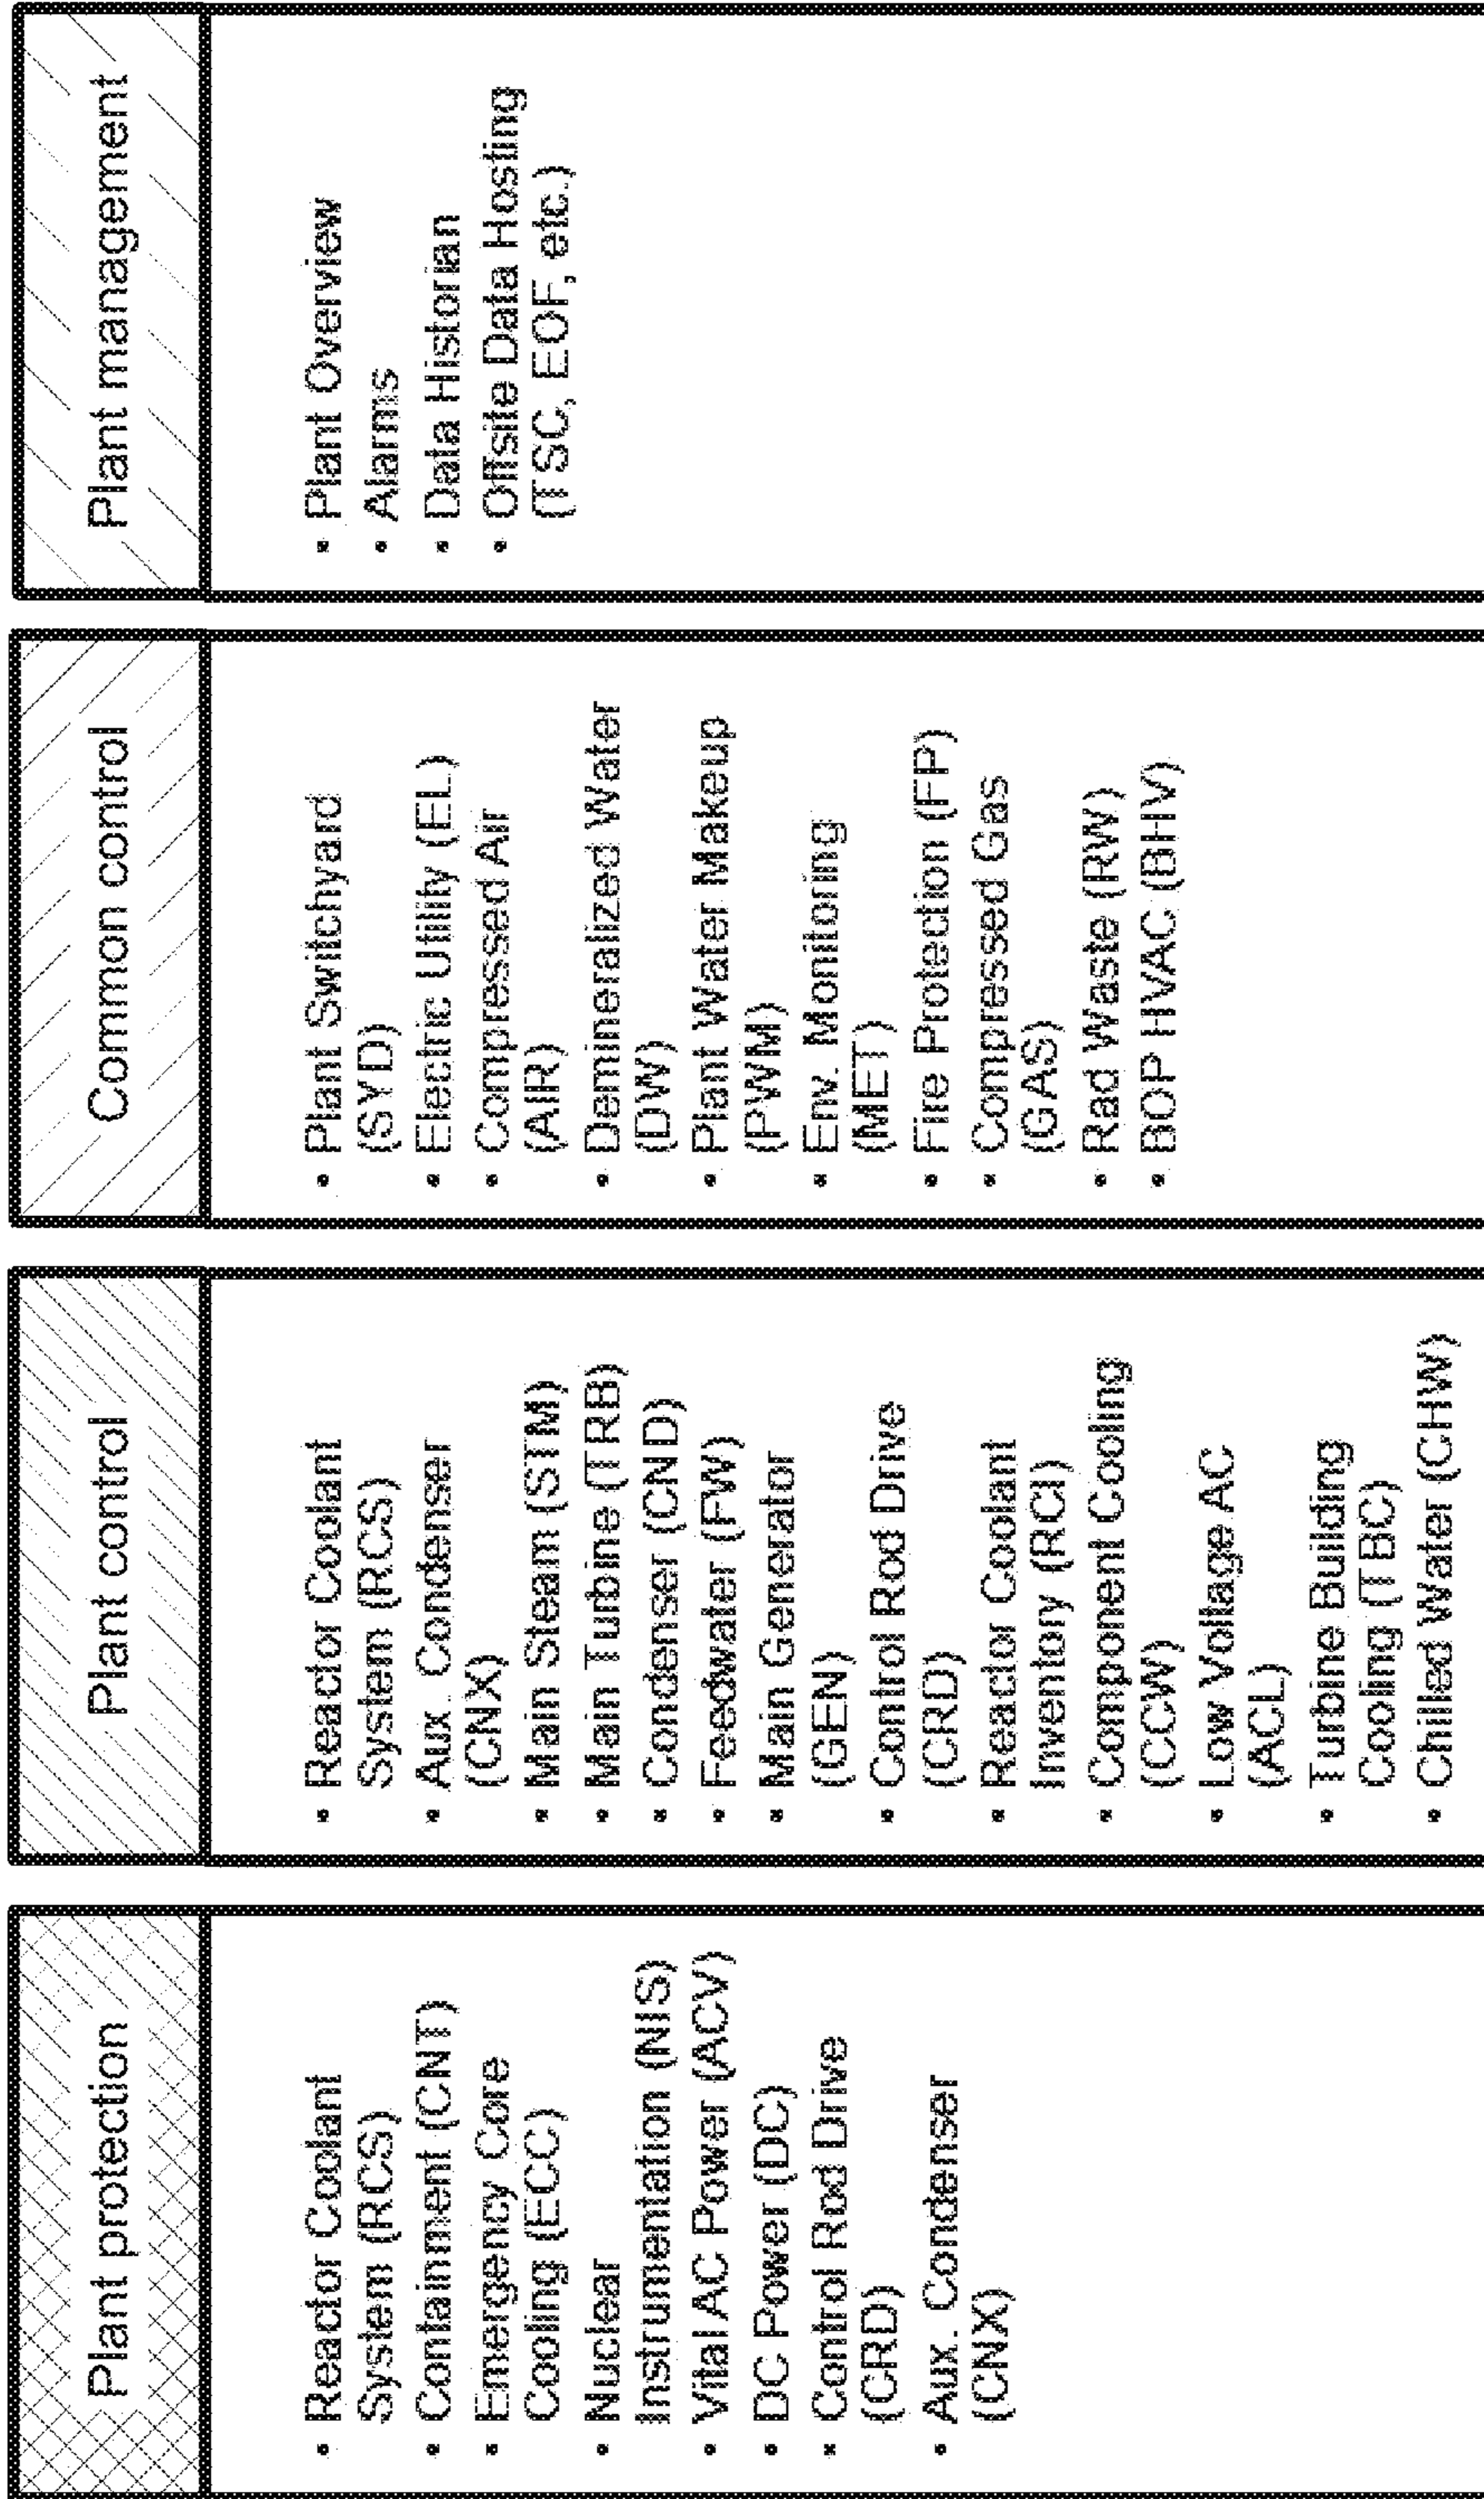 Plant protection
• Reactor Coolant
System (RCS)
• Containment (CNT)
• Emergency Core
Cooling (ECC)
• Nuclear
Instrumentation (NIS)
• Vital AC Power (ACV)
• DC Power (DC)
• Control Rod Drive
(CRD)
• Aux. Condenser
(CNX)
Plant control
• Reactor Coolant
System (RCS)
• Aux. Condenser
(CNX)
• Main Steam (STM)
• Main Turbine (TRB)
• Condenser (CND)
• Feedwater (FW)
• Main Generator
(GEN)
• Control Rod Drive
(CRD)
• Reactor Coolant
Inventory (RCI)
• Component Cooling
(CCW)
• Low Voltage AC
(ACL)
• Turbine Building
Cooling (TBC)
• Chilled Water (CHW)
Common control
• Plant Switchyard
(SYD)
• Electric Utility (EL)
• Compressed Air
(AIR)
• Demineralized Water
(DW)
• Plant Water Makeup
(PWM)
• Env. Monitoring
(MET)
• Fire Protection (FP)
• Compressed Gas
(GAS)
• Rad Waste (RW)
• BOP HVAC (BHV)
Plant management
• Plant Overview
• Alarms
• Data Historian
• Offsite Data Hosting
(TSC, EOF, etc.)